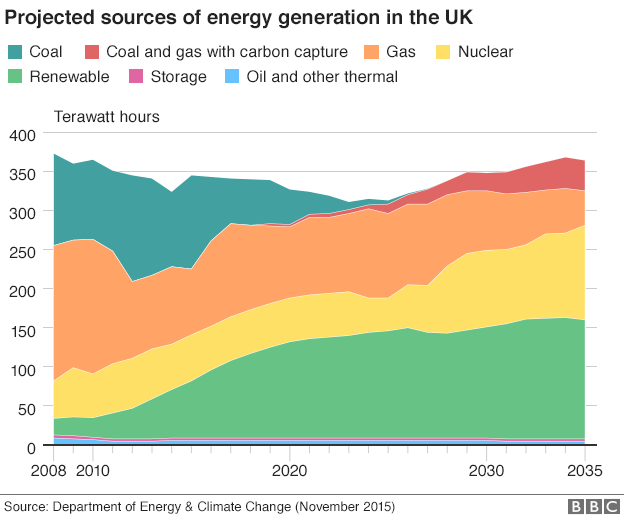 Projected sources of energy generation in the UK
Coal Coal and gas with carbon capture Gas Nuclear
Renewable Storage Oil and other thermal
Terawatt hours
400
350
300
250
200
150
100
50
0
2008 2010 2020 2030 2035
Source: Department of Energy & Climate Change (November 2015) BBC